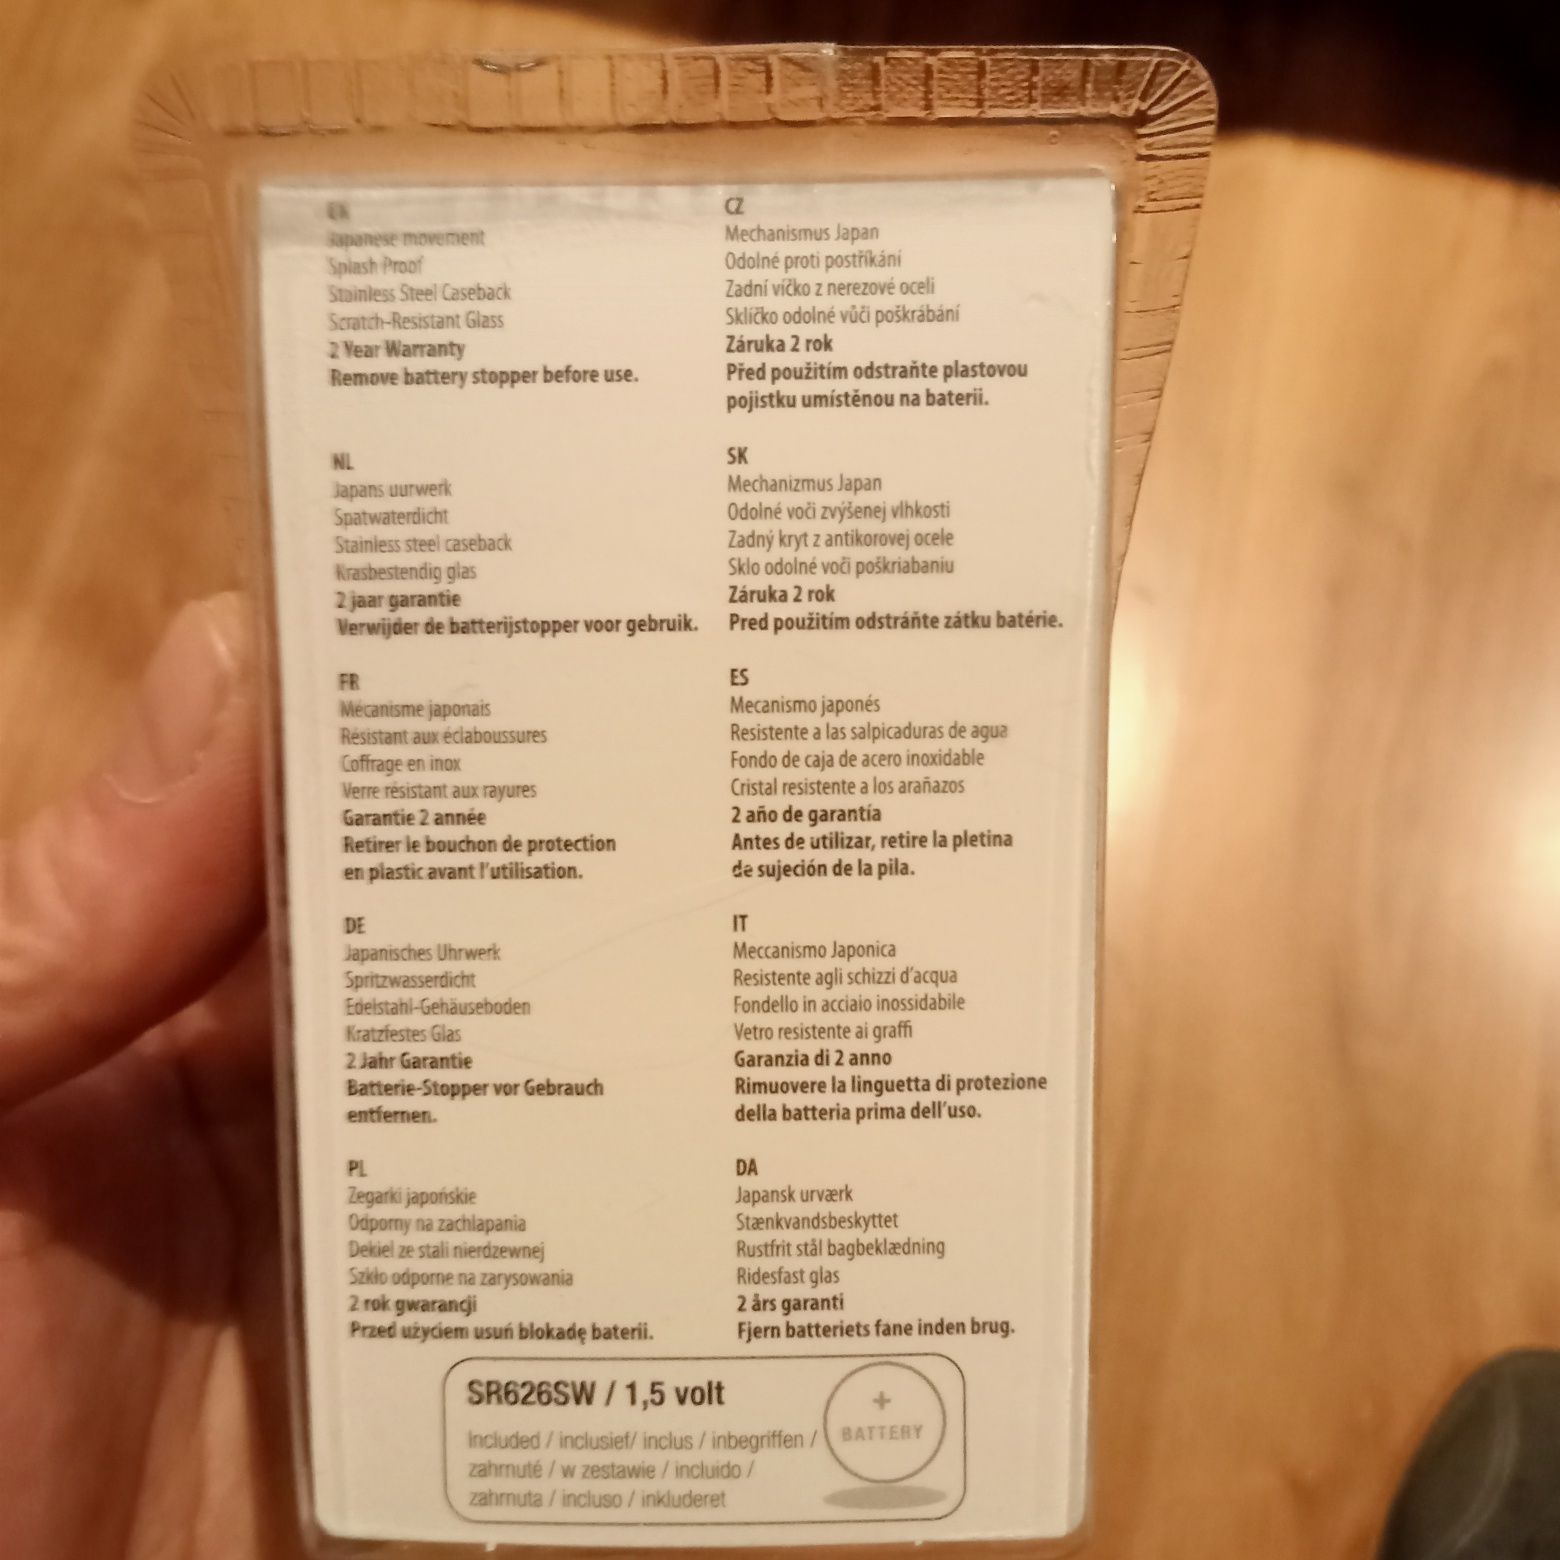 EN
Japanese movement
Splash Proof
Stainless Steel Caseback
Scratch-Resistant Glass
2 Year Warranty
Remove battery stopper before use.
NL
Japans uurwerk
Spatwaterdicht
Stainless steel caseback
Krasbestendig glas
2 jaar garantie
Verwijder de batterijstopper voor gebruik.
FR
Mécanisme japonais
Résistant aux éclaboussures
Coffrage en inox
Verre résistant aux rayures
Garantie 2 année
Retirer le bouchon de protection
en plastic avant l'utilisation.
DE
Japanisches Uhrwerk
Spritzwasserdicht
Edelstahl-Gehäuseboden
Kratzfestes Glas
2 Jahr Garantie
Batterie-Stopper vor Gebrauch
entfernen.
PL
Zegarki japońskie
Odporny na zachlapania
Dekiel ze stali nierdzewnej
Szkło odporne na zarysowania
2 rok gwarancji
Przed użyciem usuń blokadę baterii.
CZ
Mechanismus Japan
Odolné proti postříkání
Zadní víčko z nerezové oceli
Sklíčko odolné vůči poškrábání
Záruka 2 rok
Před použitím odstraňte plastovou
pojistku umístěnou na baterii.
SK
Mechanizmus Japan
Odolné voči zvýšenej vlhkosti
Zadný kryt z antikorovej ocele
Sklo odolné voči poškriabaniu
Záruka 2 rok
Pred použitím odstráňte zátku batérie.
ES
Mecanismo japonés
Resistente a las salpicaduras de agua
Fondo de caja de acero inoxidable
Cristal resistente a los arañazos
2 año de garantía
Antes de utilizar, retire la pletina
de sujeción de la pila.
IT
Meccanismo Japonica
Resistente agli schizzi d'acqua
Fondello in acciaio inossidabile
Vetro resistente ai graffi
Garanzia di 2 anno
Rimuovere la linguetta di protezione
della batteria prima dell'uso.
DA
Japansk urværk
Stænkvandsbeskyttet
Rustfrit stål bagbeklædning
Ridesfast glas
2 års garanti
Fjern batteriets fane inden brug.
SR626SW / 1,5 volt
Included / inclusief/ inclus / inbegriffen /
zahrnuté / w zestawie / incluido /
zahrnuta / incluso / inkluderet
+
BATTERY